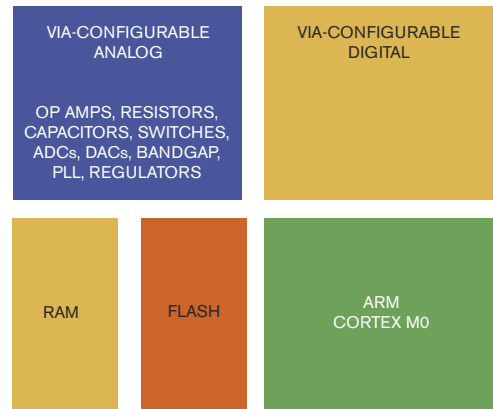 VIA-CONFIGURABLE
ANALOG
OP AMPS, RESISTORS,
CAPACITORS, SWITCHES,
ADCs, DACs, BANDGAP,
PLL, REGULATORS
VIA-CONFIGURABLE
DIGITAL
RAM
FLASH
ARM
CORTEX M0